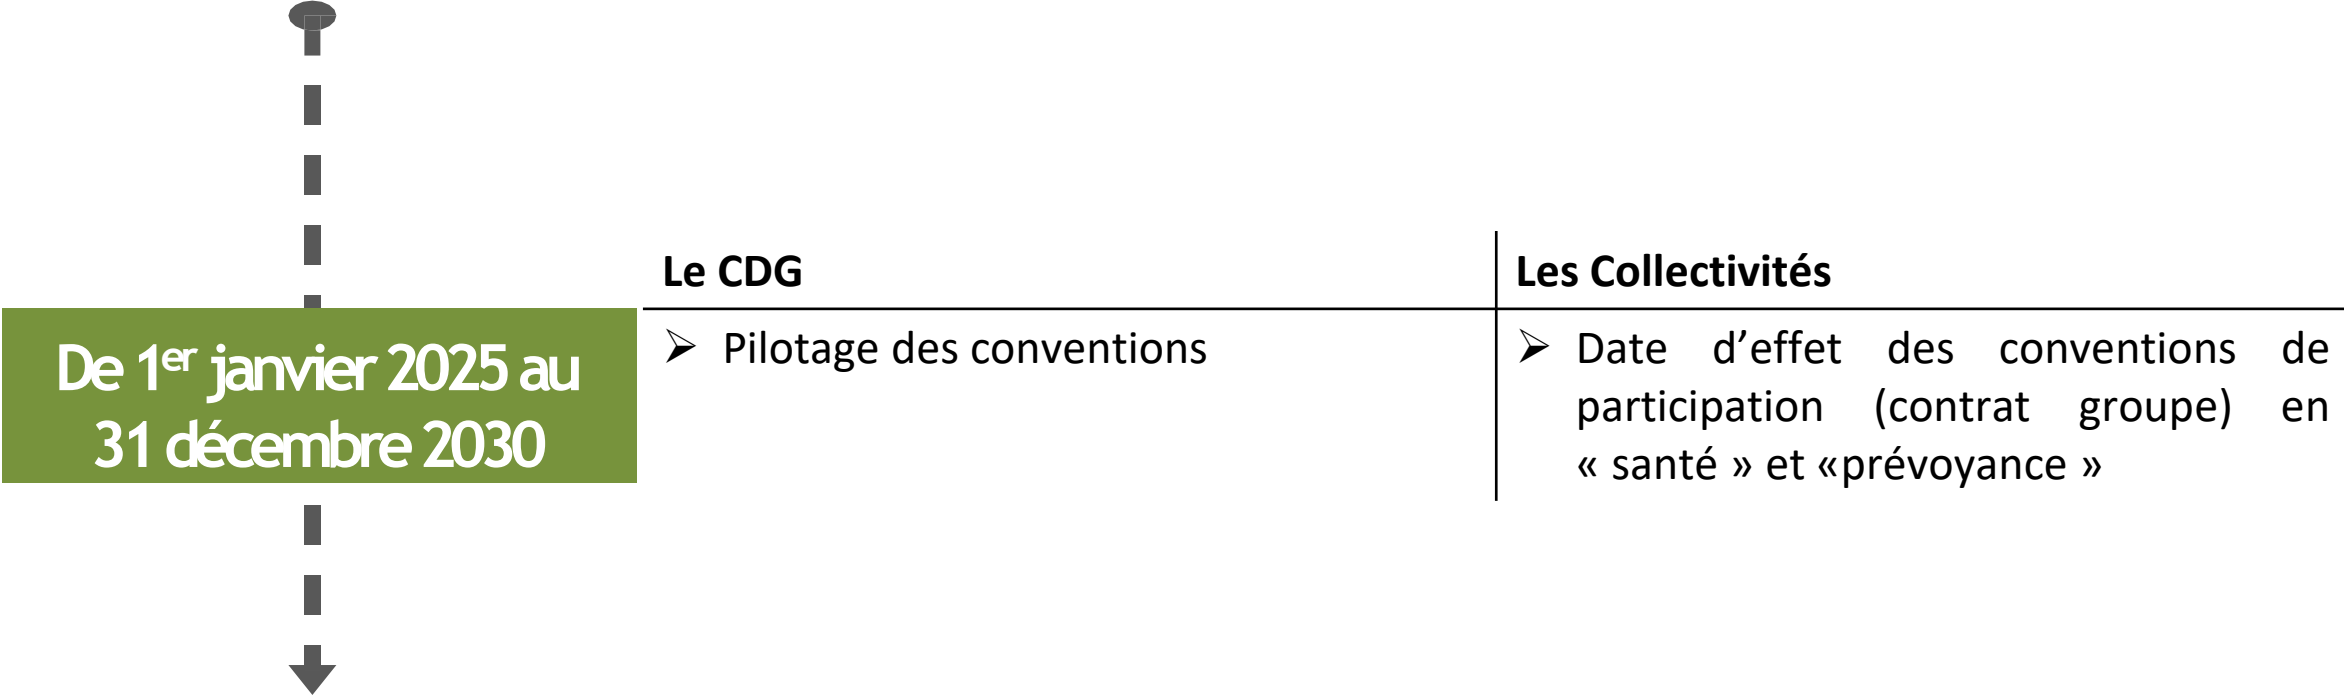 De 1er janvier 2025 au
31 décembre 2030
Le CDG
Les Collectivités
➢ Pilotage des conventions
➢ Date d’effet des conventions de
participation (contrat groupe) en
« santé » et «prévoyance »